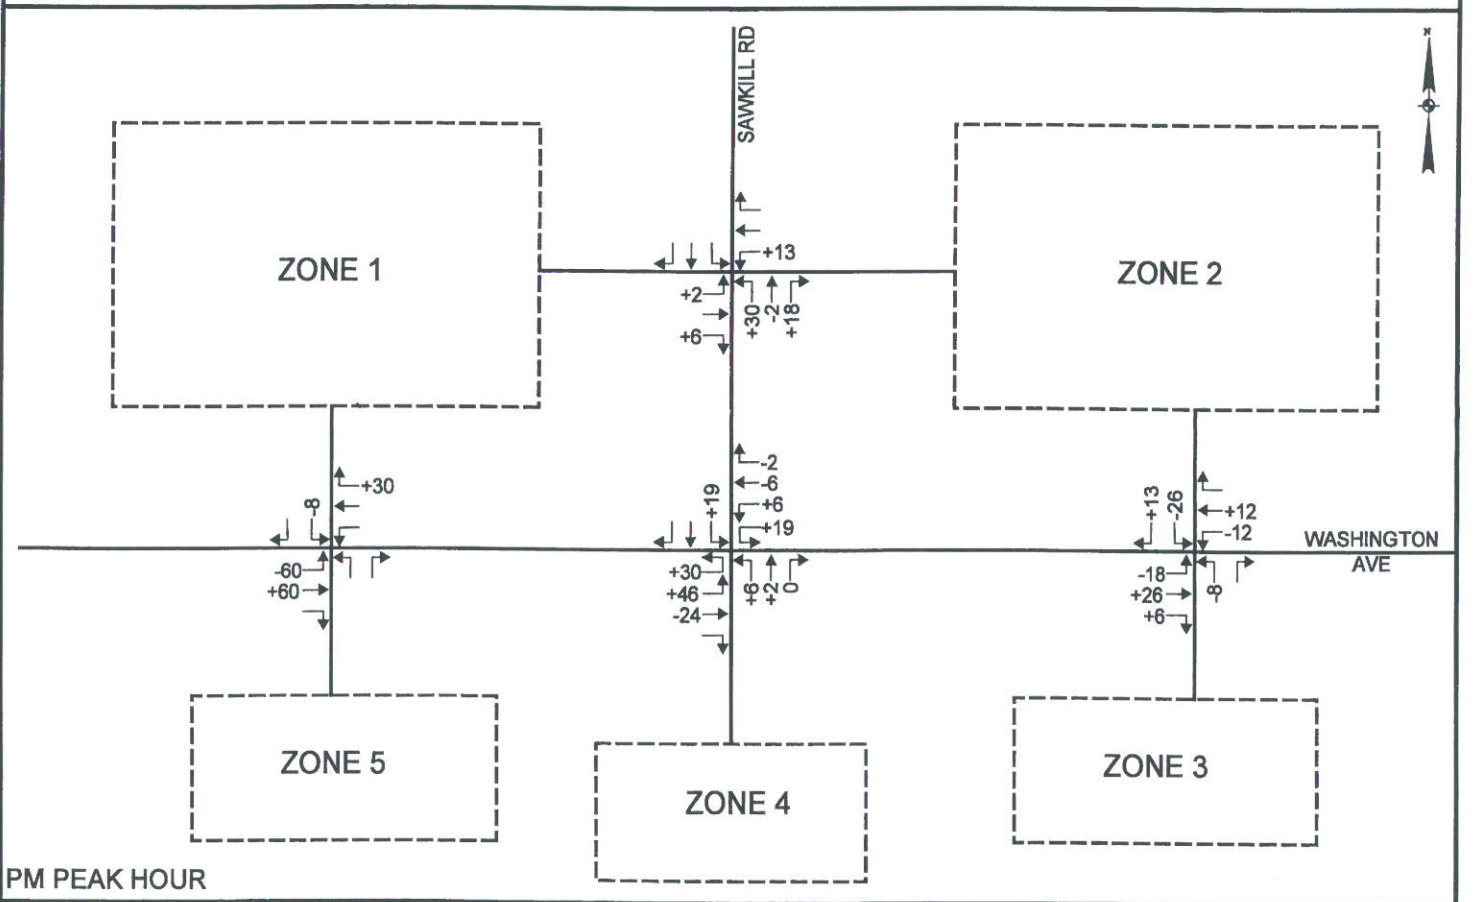 N
SAWKILL RD
ZONE 1
ZONE 2
+13
+2
+6
+30
-2
+18
-8
+30
-60
+60
+19
-2
-6
+6
+19
+30
+46
-24
+6
+2
0
+13
-26
+12
-12
-18
+26
+6
-8
WASHINGTON
AVE
ZONE 5
ZONE 4
ZONE 3
PM PEAK HOUR